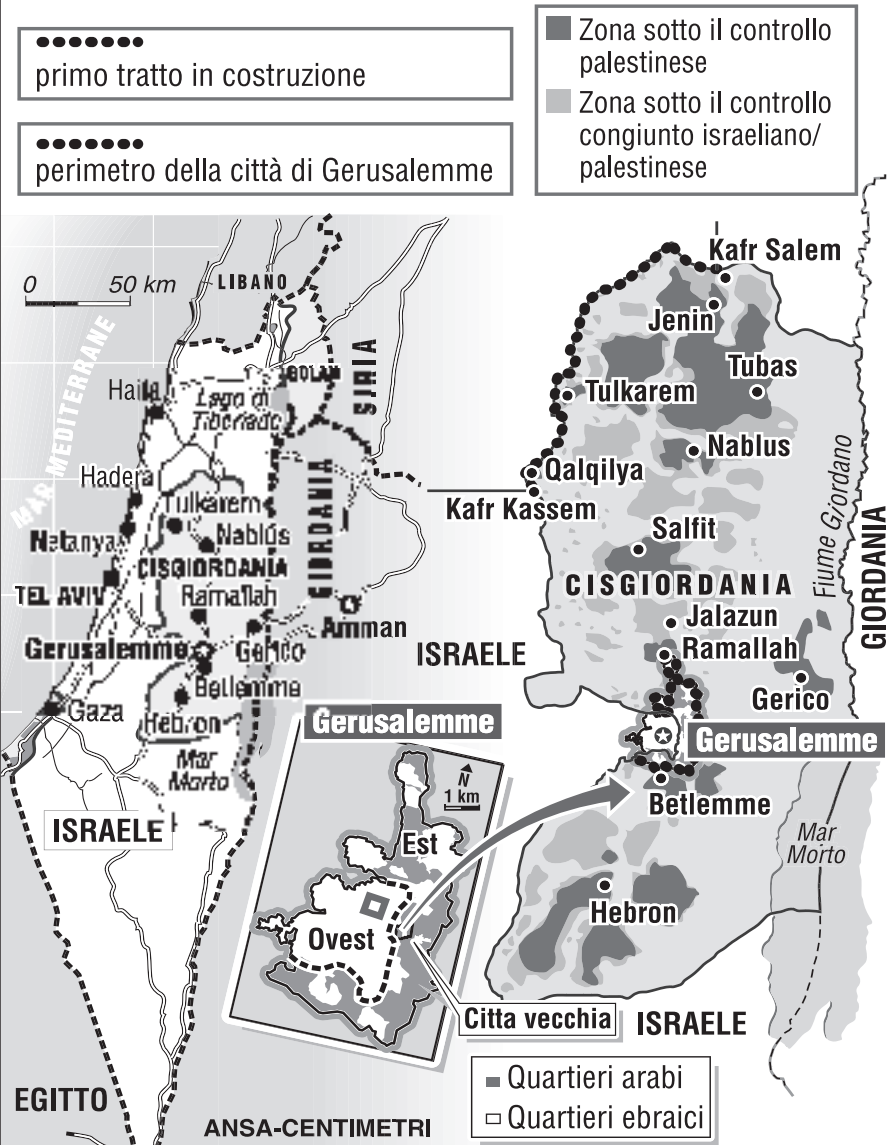 primo tratto in costruzione
perimetro della città di Gerusalemme
Zona sotto il controllo
palestinese
Zona sotto il controllo
congiunto israeliano/
palestinese
0 50 km
LIBANO
MAR MEDITERRANE
GOLAN
SIRIA
Haifa
Lago di
Tiberiade
Hadera
Tulkarem
Netanya
Nablus
CISGIORDANIA
GIORDANIA
TEL AVIV
Ramallah
Amman
Gerusalemme
Gerico
Betlemme
Gaza
Hebron
Mar
Morto
ISRAELE
EGITTO
Gerusalemme
N
1 km
Est
Ovest
Citta vecchia
Kafr Salem
Jenin
Tubas
Tulkarem
Nablus
Qalqilya
Kafr Kassem
Salfit
Fiume Giordano
GIORDANIA
CISGIORDANIA
Jalazun
ISRAELE
Ramallah
Gerico
Gerusalemme
Betlemme
Mar
Morto
Hebron
ISRAELE
Quartieri arabi
Quartieri ebraici
ANSA-CENTIMETRI